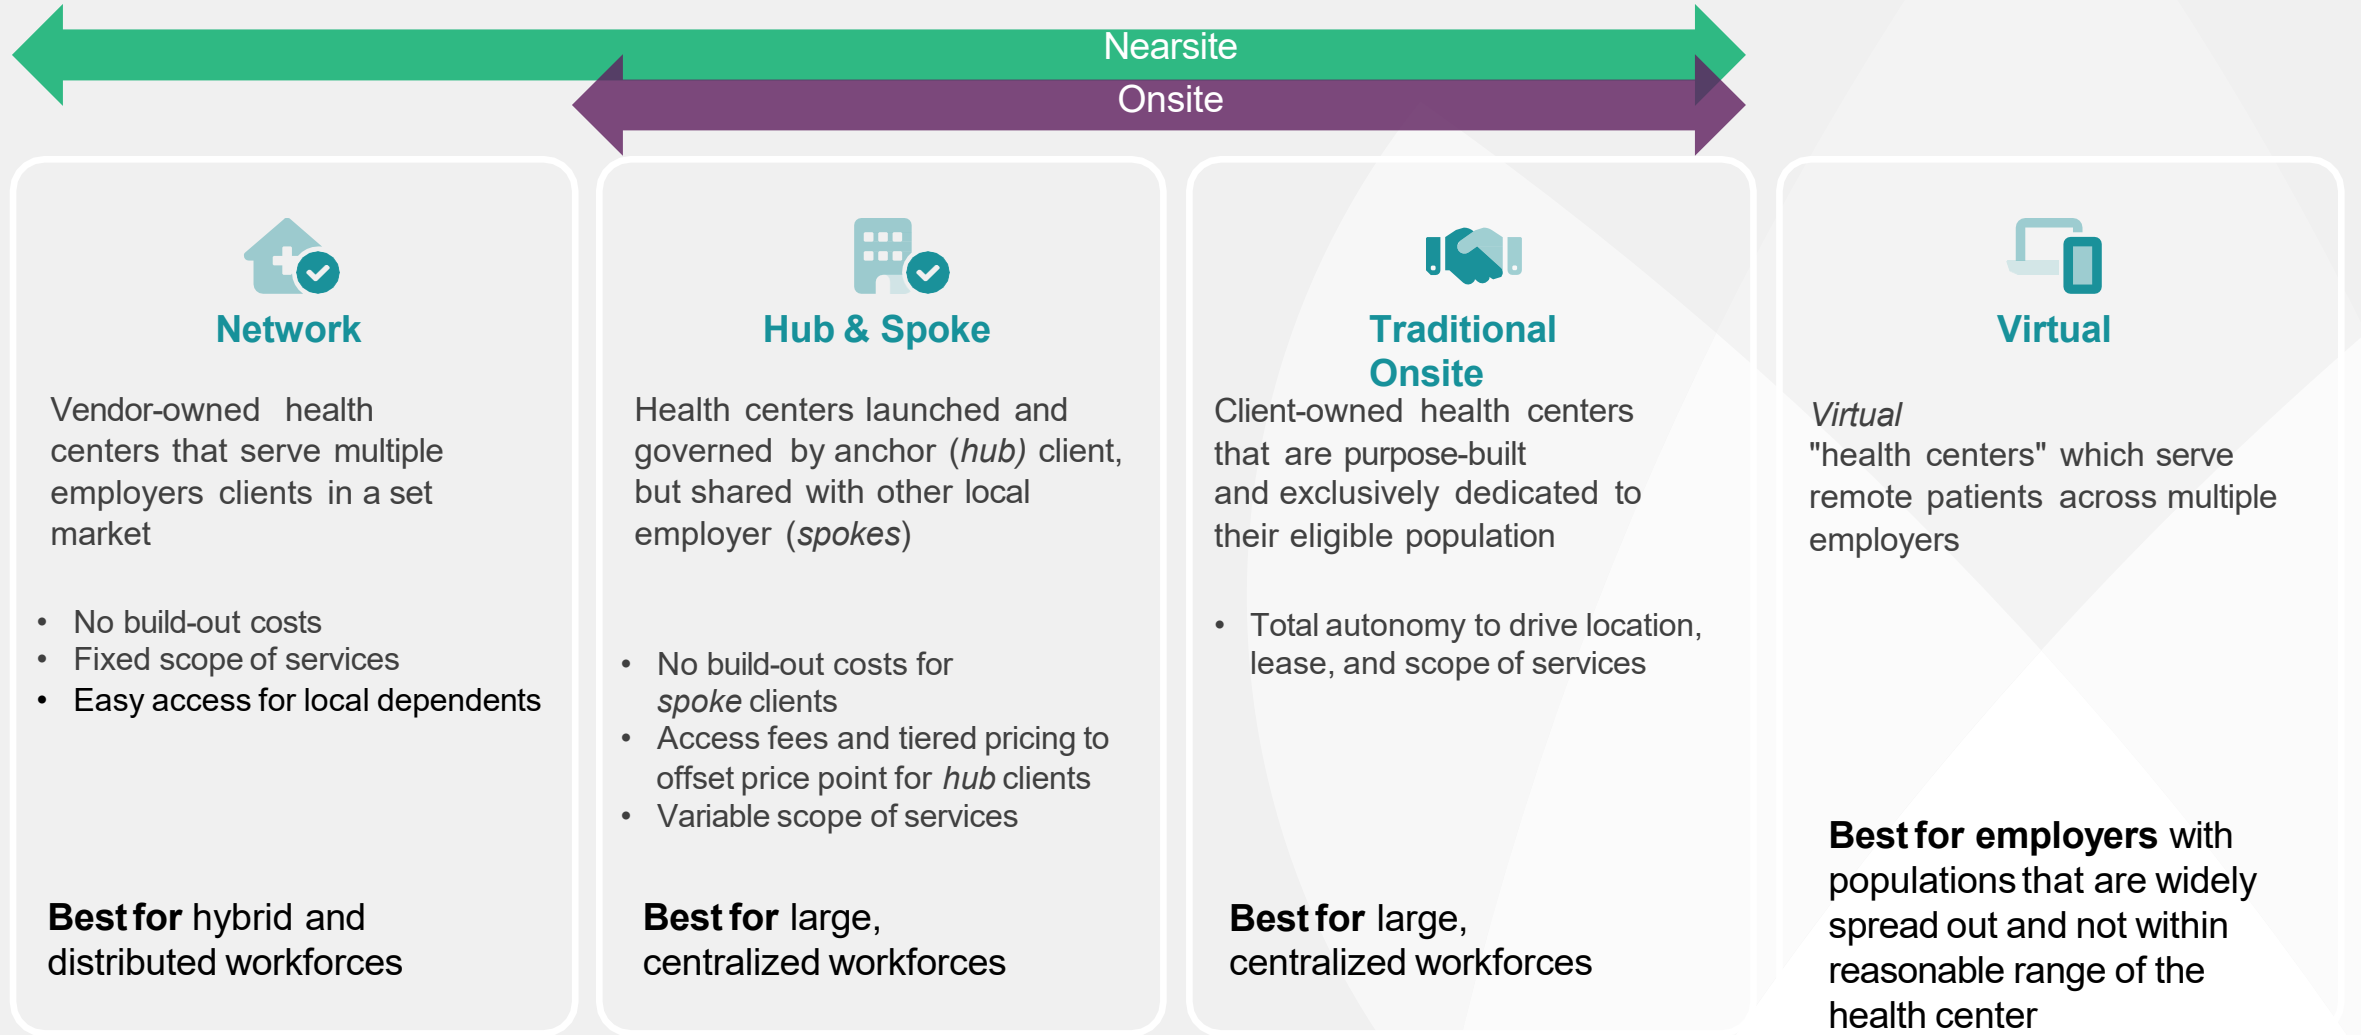 Nearsite
Onsite
Network
Vendor-owned health
centers that serve multiple
employers clients in a set
market
• No build-out costs
• Fixed scope of services
• Easy access for local dependents
Best for hybrid and
distributed workforces
Hub & Spoke
Health centers launched and
governed by anchor (hub) client,
but shared with other local
employer (spokes)
• No build-out costs for
spoke clients
• Access fees and tiered pricing to
offset price point for hub clients
• Variable scope of services
Best for large,
centralized workforces
Traditional
Onsite
Client-owned health centers
that are purpose-built
and exclusively dedicated to
their eligible population
• Total autonomy to drive location,
lease, and scope of services
Best for large,
centralized workforces
Virtual
Virtual
"health centers" which serve
remote patients across multiple
employers
Best for employers with
populations that are widely
spread out and not within
reasonable range of the
health center